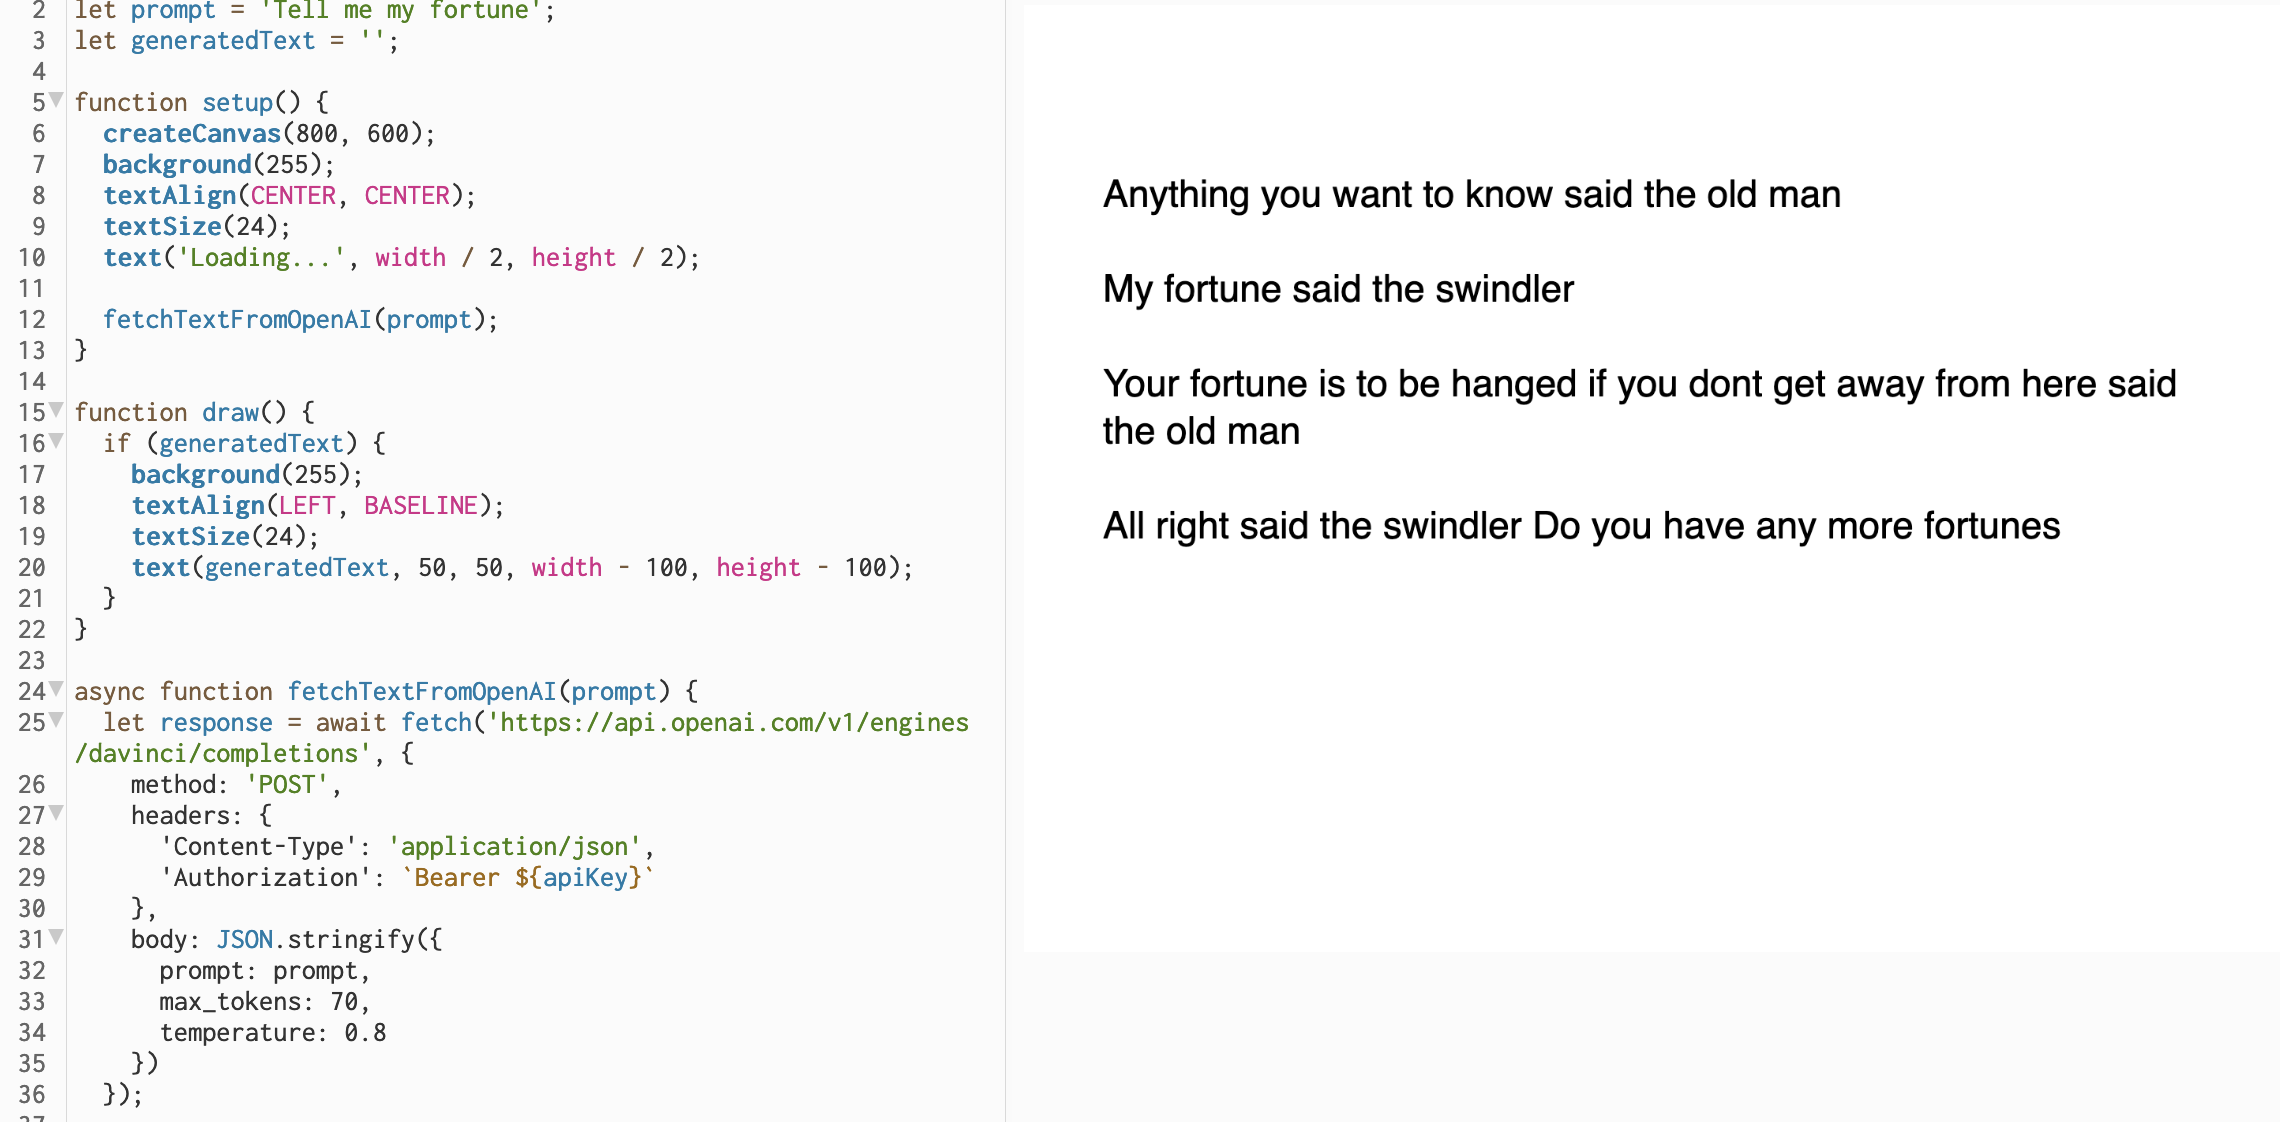 2 let prompt = 'Tell me my fortune';
3 let generatedText = '';
4
5 function setup() {
6 createCanvas(800, 600);
7 background(255);
8 textAlign(CENTER, CENTER);
9 textSize(24);
10 text('Loading...', width / 2, height / 2);
11
12 fetchTextFromOpenAI(prompt);
13 }
14
15 function draw() {
16 if (generatedText) {
17 background(255);
18 textAlign(LEFT, BASELINE);
19 textSize(24);
20 text(generatedText, 50, 50, width - 100, height - 100);
21 }
22 }
23
24 async function fetchTextFromOpenAI(prompt) {
25 let response = await fetch('https://api.openai.com/v1/engines
/davinci/completions', {
26 method: 'POST',
27 headers: {
28 'Content-Type': 'application/json',
29 'Authorization': `Bearer ${apiKey}`
30 },
31 body: JSON.stringify({
32 prompt: prompt,
33 max_tokens: 70,
34 temperature: 0.8
35 })
36 });
Anything you want to know said the old man
My fortune said the swindler
Your fortune is to be hanged if you dont get away from here said
the old man
All right said the swindler Do you have any more fortunes